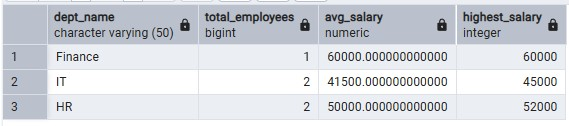 dept_name total_employees avg_salary highest_salary
character varying (50) bigint numeric integer
1 Finance 1 60000.000000000000 60000
2 IT 2 41500.000000000000 45000
3 HR 2 50000.000000000000 52000